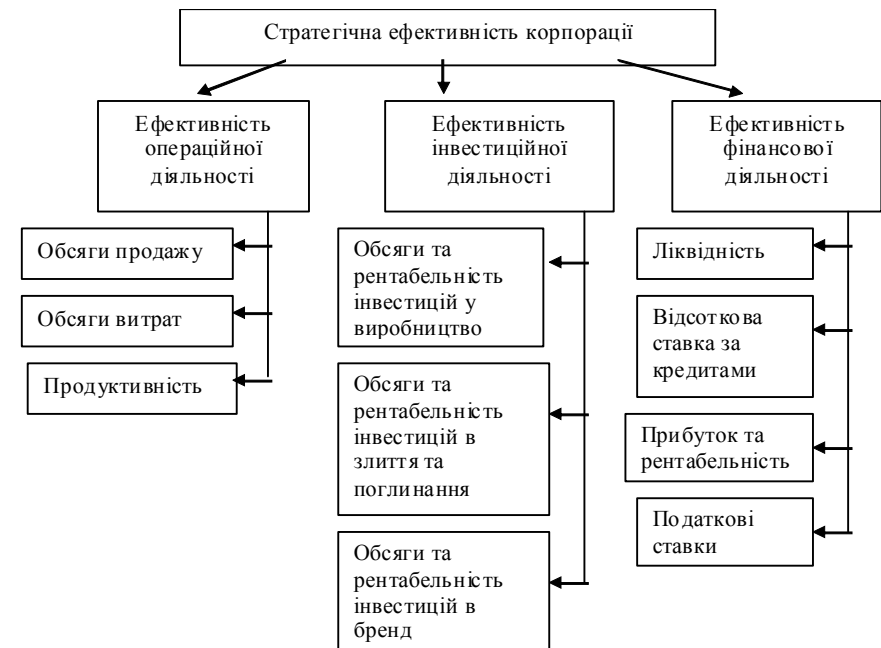 Стратегічна ефективність корпорації
Ефективність
операційної
діяльності
Ефективність
інвестиційної
діяльності
Ефективність
фінансової
діяльності
Обсяги продажу
Обсяги витрат
Продуктивність
Обсяги та
рентабельність
інвестицій у
виробництво
Обсяги та
рентабельність
інвестицій в
злиття та
поглинання
Обсяги та
рентабельність
інвестицій в
бренд
Ліквідність
Відсоткова
ставка за
кредитами
Прибуток та
рентабельність
Податкові
ставки